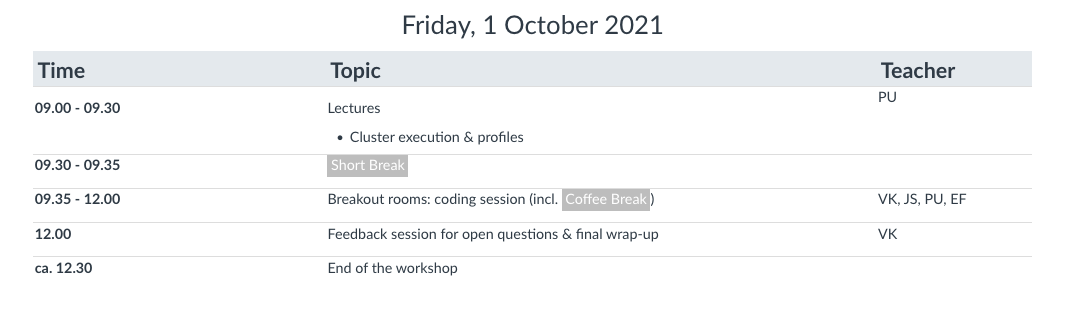 Friday, 1 October 2021
Time Topic Teacher
09.00 - 09.30 Lectures PU
• Cluster execution & profiles
09.30 - 09.35 Short Break
09.35 - 12.00 Breakout rooms: coding session (incl. Coffee Break) VK, JS, PU, EF
12.00 Feedback session for open questions & final wrap-up VK
ca. 12.30 End of the workshop